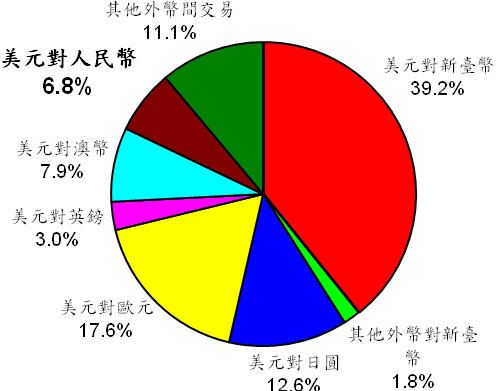 其他外幣間交易
11.1%
美元對人民幣
6.8%
美元對新臺幣
39.2%
美元對澳幣
7.9%
美元對英鎊
3.0%
美元對歐元
17.6%
美元對日圓
12.6%
其他外幣對新臺
幣
1.8%